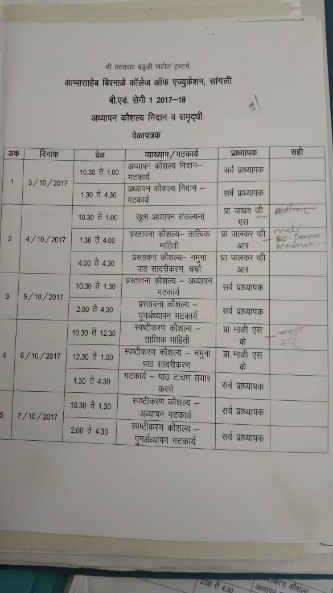 श्री वसंतराव बंडुजी पाटील ट्रस्टचे,
आप्पासाहेब बिरनाळे कॉलेज ऑफ एज्युकेशन, सांगली
बी.एड. सेमी 1 2017-18
अध्यापन कौशल्य निदान व समृद्धी
वेळापत्रक
अक दिनांक वेळ व्याख्यान/गटकार्य प्राध्यापक सही
1 3/10/2017 10.30 ते 1.00 अध्यापन कौशल्य निदान–
गटकार्य सर्व प्राध्यापक
1.30 ते 4.30 अध्यापन कौशल्य निदान –
गटकार्य सर्व प्राध्यापक
2 4/10/2017 10.30 ते 1.00 सूक्ष्म अध्यापन संकल्पना प्रा जाधव जी
एस
1.30 ते 4.00 प्रस्तावना कौशल्य– तात्विक
माहिती प्रा पालकर व्ही
आर
4.00 ते 4.30 प्रस्तावना कौशल्य– नमुना
पाठ सादरीकरण, चर्चा प्रा पालकर व्ही
आर
3 5/10/2017 10.30 ते 1.30 प्रस्तावना कौशल्य – अध्यापन
गटकार्य सर्व प्राध्यापक
2.00 ते 4.30 प्रस्तावना कौशल्य –
पुनर्अध्यापन गटकार्य सर्व प्राध्यापक
4 6/10/2017 10.30 ते 12.30 स्पष्टीकरण कौशल्य –
तात्विक माहिती प्रा माळी एस
के
12.30 ते 1.00 स्पष्टीकरण कौशल्य – नमुना
पाठ सादरीकरण प्रा माळी एस
के
1.30 ते 4.30 गटकार्य – पाठ टाचण तयार
करणे सर्व प्राध्यापक
5 7/10/2017 10.30 ते 1.30 स्पष्टीकरण कौशल्य –
अध्यापन गटकार्य सर्व प्राध्यापक
2.00 ते 4.30 स्पष्टीकरण कौशल्य –
पुनर्अध्यापन गटकार्य सर्व प्राध्यापक